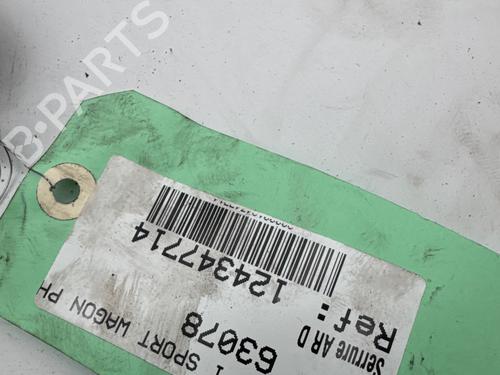 B-PARTS
Serrure AR D
Ref: 124347714
63078
SPORT WAGON PH